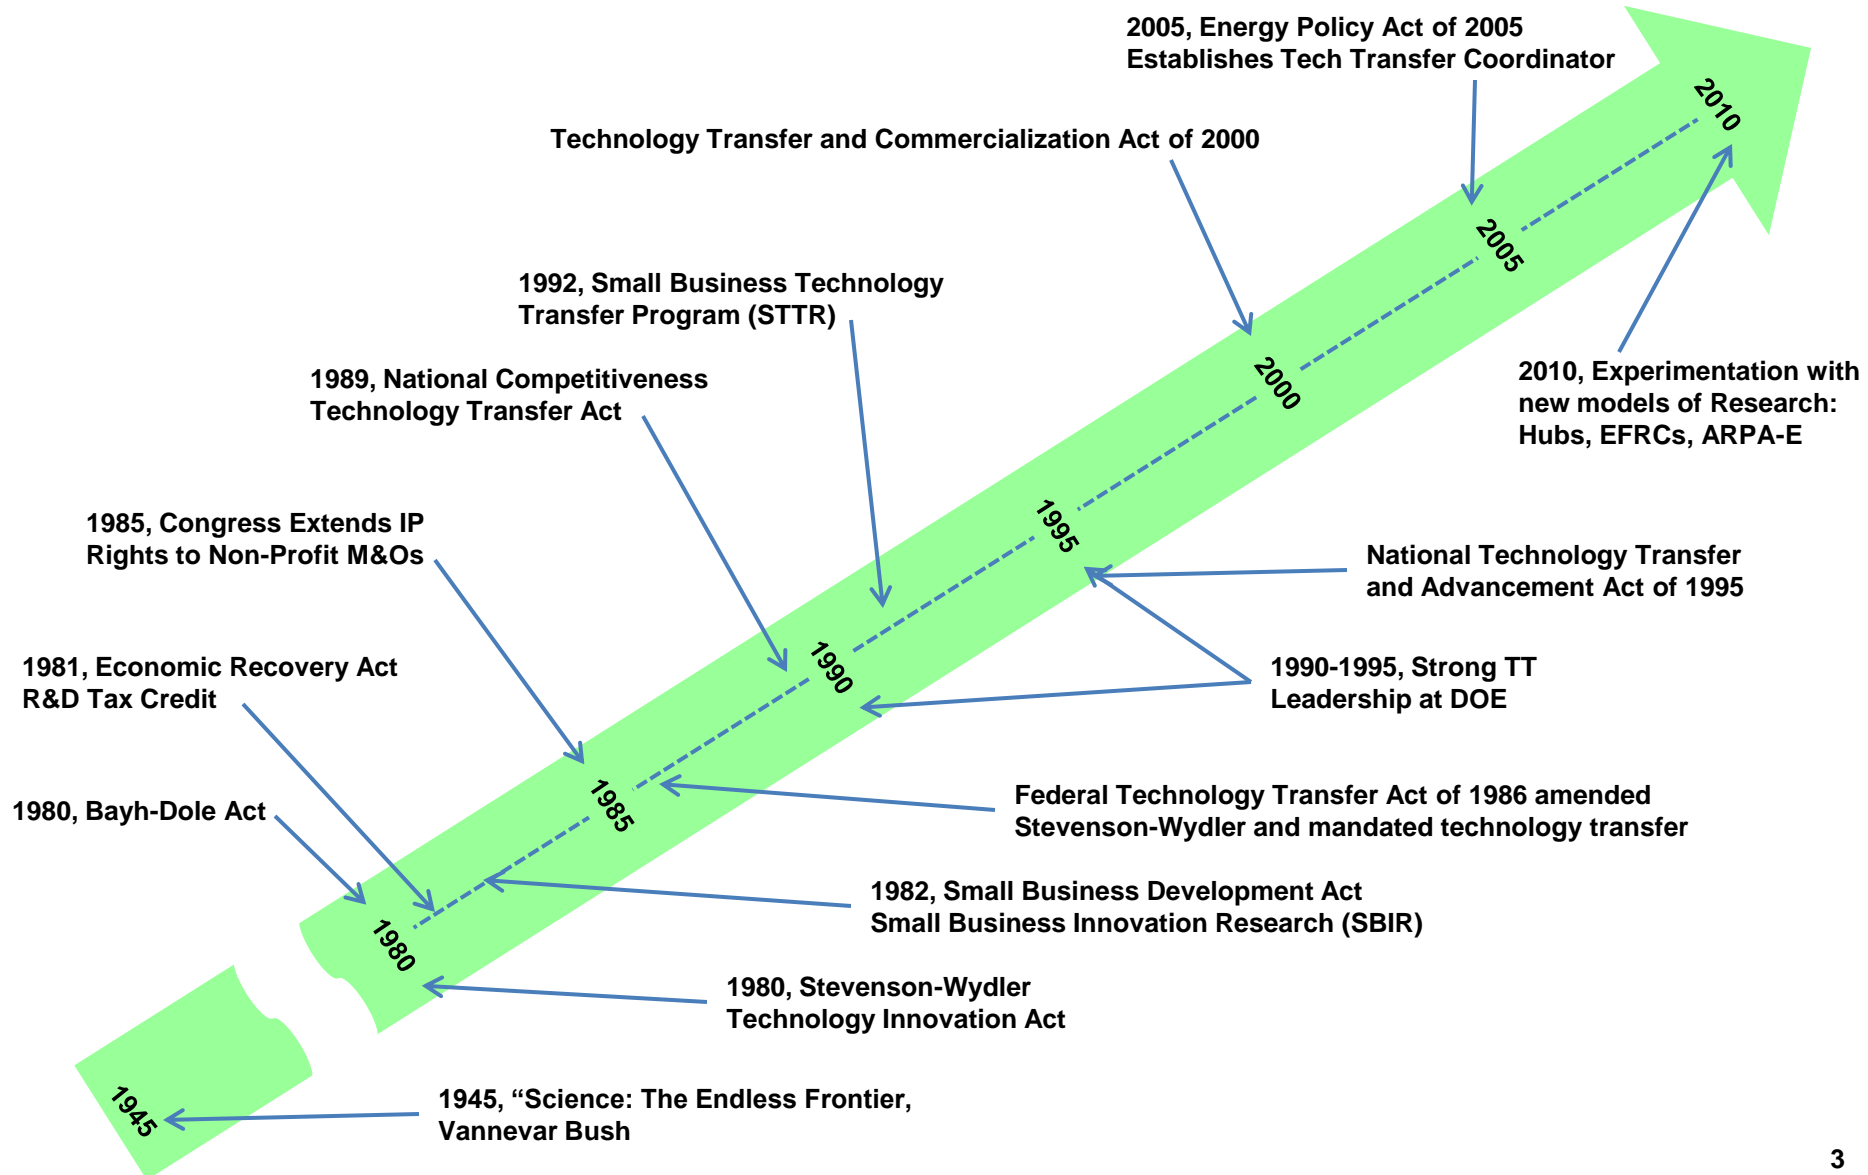 2005, Energy Policy Act of 2005
Establishes Tech Transfer Coordinator
2010
Technology Transfer and Commercialization Act of 2000
2005
1992, Small Business Technology
Transfer Program (STTR)
2000
1989, National Competitiveness
Technology Transfer Act
2010, Experimentation with
new models of Research:
Hubs, EFRCs, ARPA-E
1985, Congress Extends IP
Rights to Non-Profit M&Os
1995
National Technology Transfer
and Advancement Act of 1995
1981, Economic Recovery Act
R&D Tax Credit
1990
1990-1995, Strong TT
Leadership at DOE
1980, Bayh-Dole Act
1985
Federal Technology Transfer Act of 1986 amended
Stevenson-Wydler and mandated technology transfer
1982, Small Business Development Act
Small Business Innovation Research (SBIR)
1980
1980, Stevenson-Wydler
Technology Innovation Act
1945
1945, “Science: The Endless Frontier,
Vannevar Bush
3